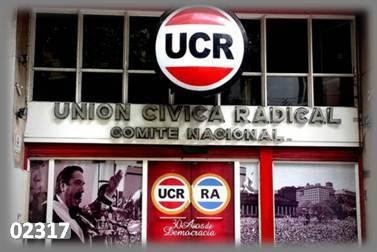 UCR
UNION CIVICA RADICAL
COMITE NACIONAL
UCR RA
30 Años de
Democracia
02317